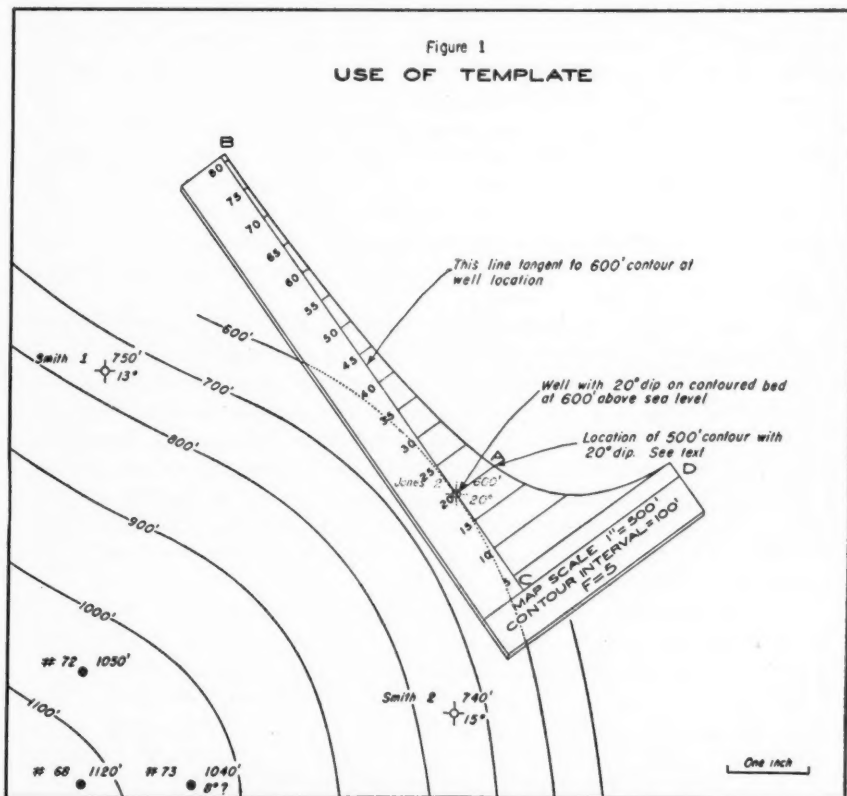 Figure 1
USE OF TEMPLATE
B
80
75
70
65
60
55
50
45
40
35
30
25
20
15
10
5
This line tangent to 600' contour at
well location
Well with 20° dip on contoured bed
at 600' above sea level
Location of 500' contour with
20° dip. See text
A
D
C
MAP SCALE 1"=500'
CONTOUR INTERVAL=100'
F=5
600'
700'
800'
900'
1000'
1100'
Smith 1 750'
13°
Jones 2 600'
20°
Smith 2 740'
15°
# 72 1050'
# 68 1120'
# 73 1040'
8° ?
One inch